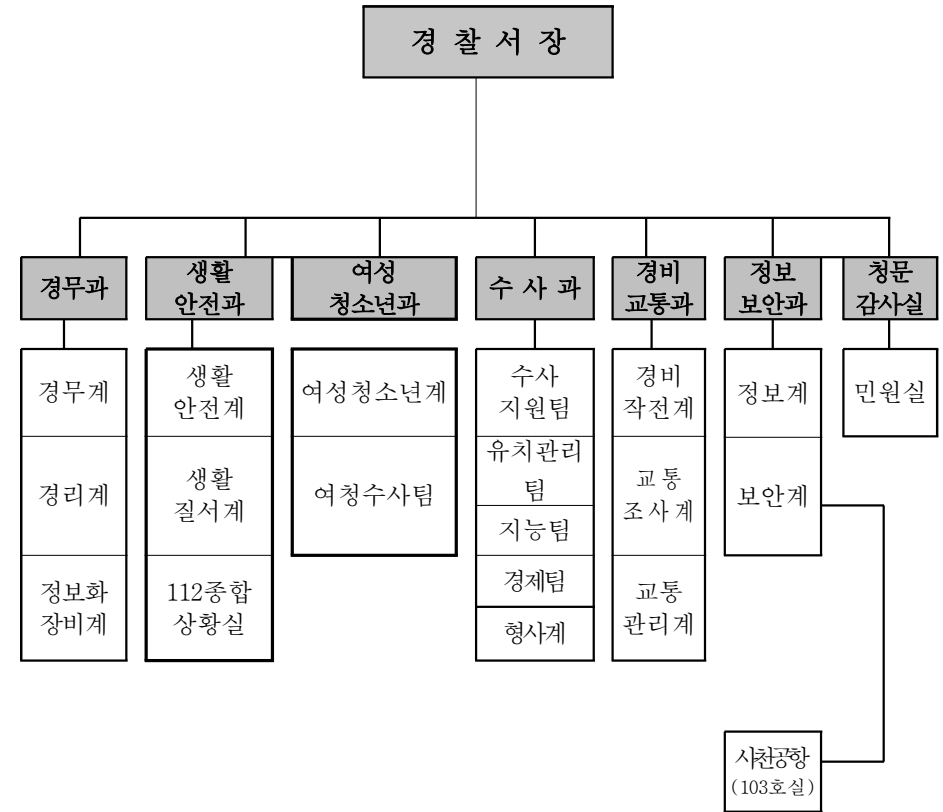 경 찰 서 장
경무과
생활
안전과
여성
청소년과
수 사 과
경비
교통과
정보
보안과
청문
감사실
경무계
경리계
정보화
장비계
생활
안전계
생활
질서계
112종합
상황실
여성청소년계
여청수사팀
수사
지원팀
유치관리
팀
지능팀
경제팀
형사계
경비
작전계
교통
조사계
교통
관리계
정보계
보안계
민원실
사천공항
(103호실)